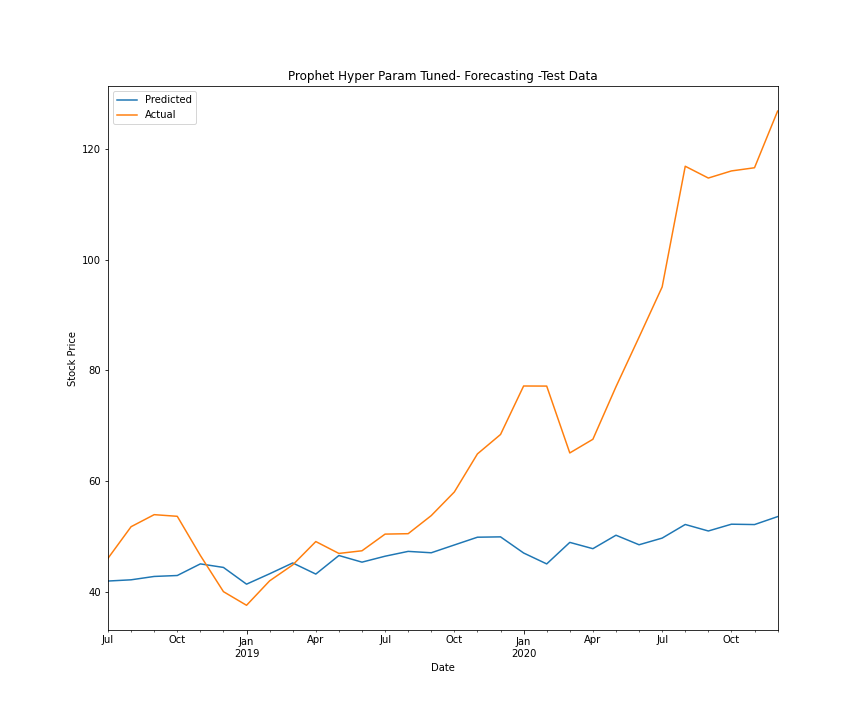 Prophet Hyper Param Tuned- Forecasting -Test Data
Predicted
Actual
120
100
80
60
40
Stock Price
Jul
Oct
Jan
2019
Apr
Jul
Oct
Jan
2020
Apr
Jul
Oct
Date